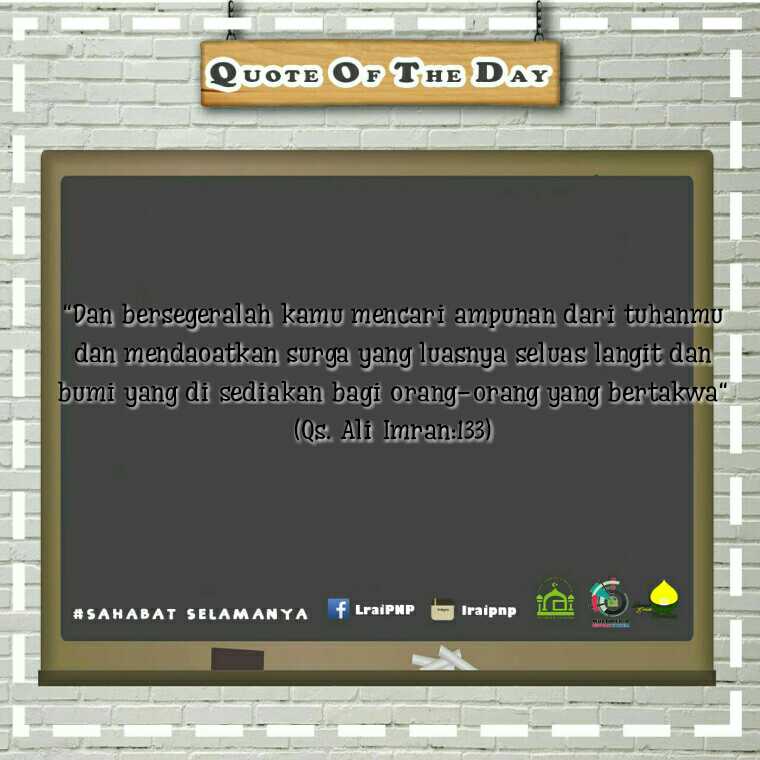 Quote Of The Day
"Dan bersegeralah kamu mencari ampunan dari tuhanmu
dan mendaoatkan surga yang luasnya seluas langit dan
bumi yang di sediakan bagi orang-orang yang bertakwa"
(Qs. Ali Imran:133)
#SAHABAT SELAMANYA
LraiPNP
lraipnp